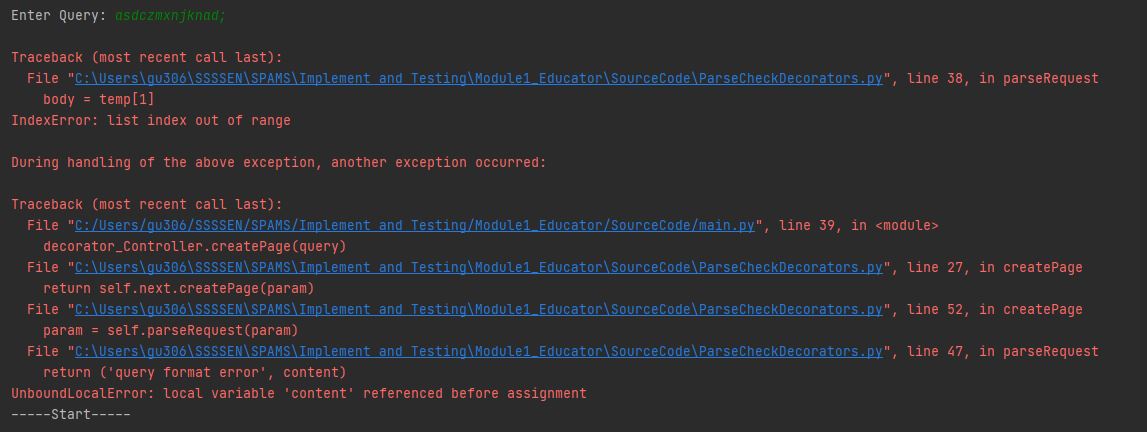 Enter Query: asdczmxnjknad;
Traceback (most recent call last):
File "C:\Users\gu306\SSSSEN\SPAMS\Implement and Testing\Module1_Educator\SourceCode\ParseCheckDecorators.py", line 38, in parseRequest
body = temp[1]
IndexError: list index out of range
During handling of the above exception, another exception occurred:
Traceback (most recent call last):
File "C:/Users/gu306/SSSSEN/SPAMS/Implement and Testing/Module1_Educator/SourceCode/main.py", line 39, in <module>
decorator_Controller.createPage(query)
File "C:\Users\gu306\SSSSEN\SPAMS\Implement and Testing\Module1_Educator\SourceCode\ParseCheckDecorators.py", line 27, in createPage
return self.next.createPage(param)
File "C:\Users\gu306\SSSSEN\SPAMS\Implement and Testing\Module1_Educator\SourceCode\ParseCheckDecorators.py", line 52, in createPage
param = self.parseRequest(param)
File "C:\Users\gu306\SSSSEN\SPAMS\Implement and Testing\Module1_Educator\SourceCode\ParseCheckDecorators.py", line 47, in parseRequest
return ('query format error', content)
UnboundLocalError: local variable 'content' referenced before assignment
-----Start-----